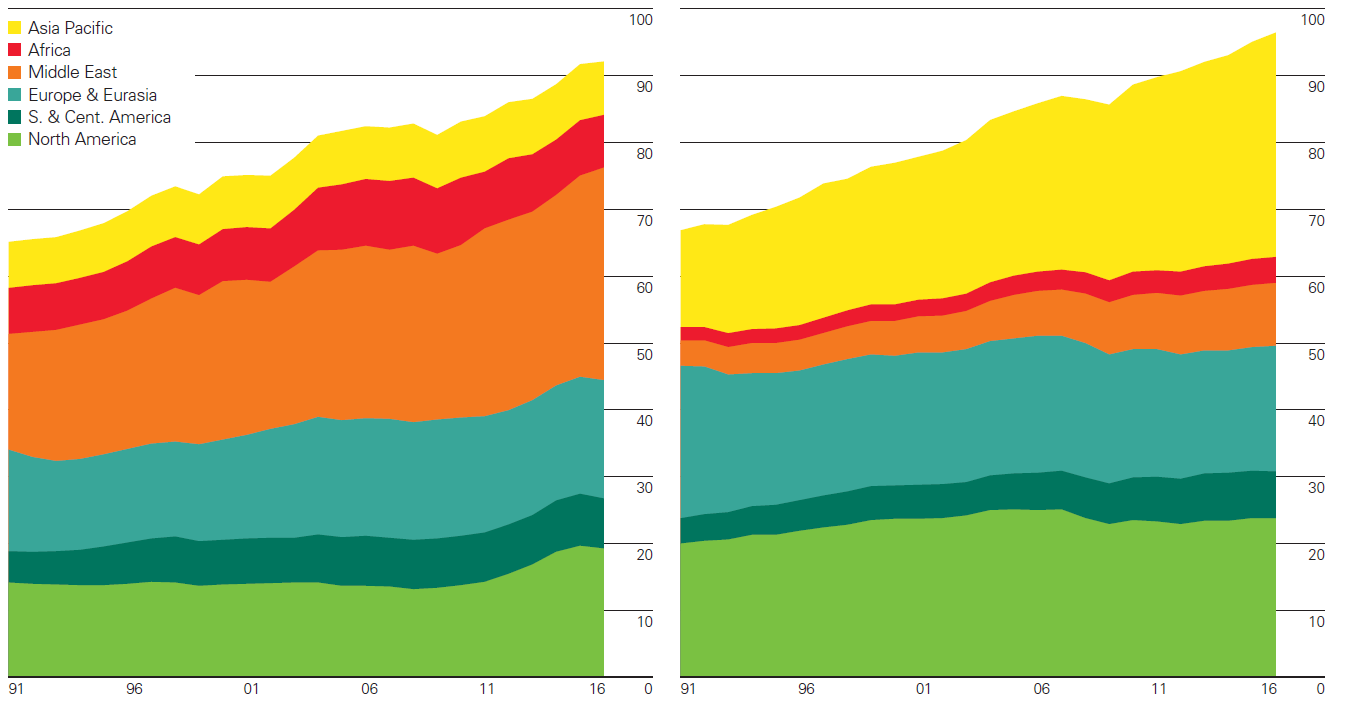 Asia Pacific
Africa
Middle East
Europe & Eurasia
S. & Cent. America
North America
100
90
80
70
60
50
40
30
20
10
0
91 96 01 06 11 16
100
90
80
70
60
50
40
30
20
10
0
91 96 01 06 11 16